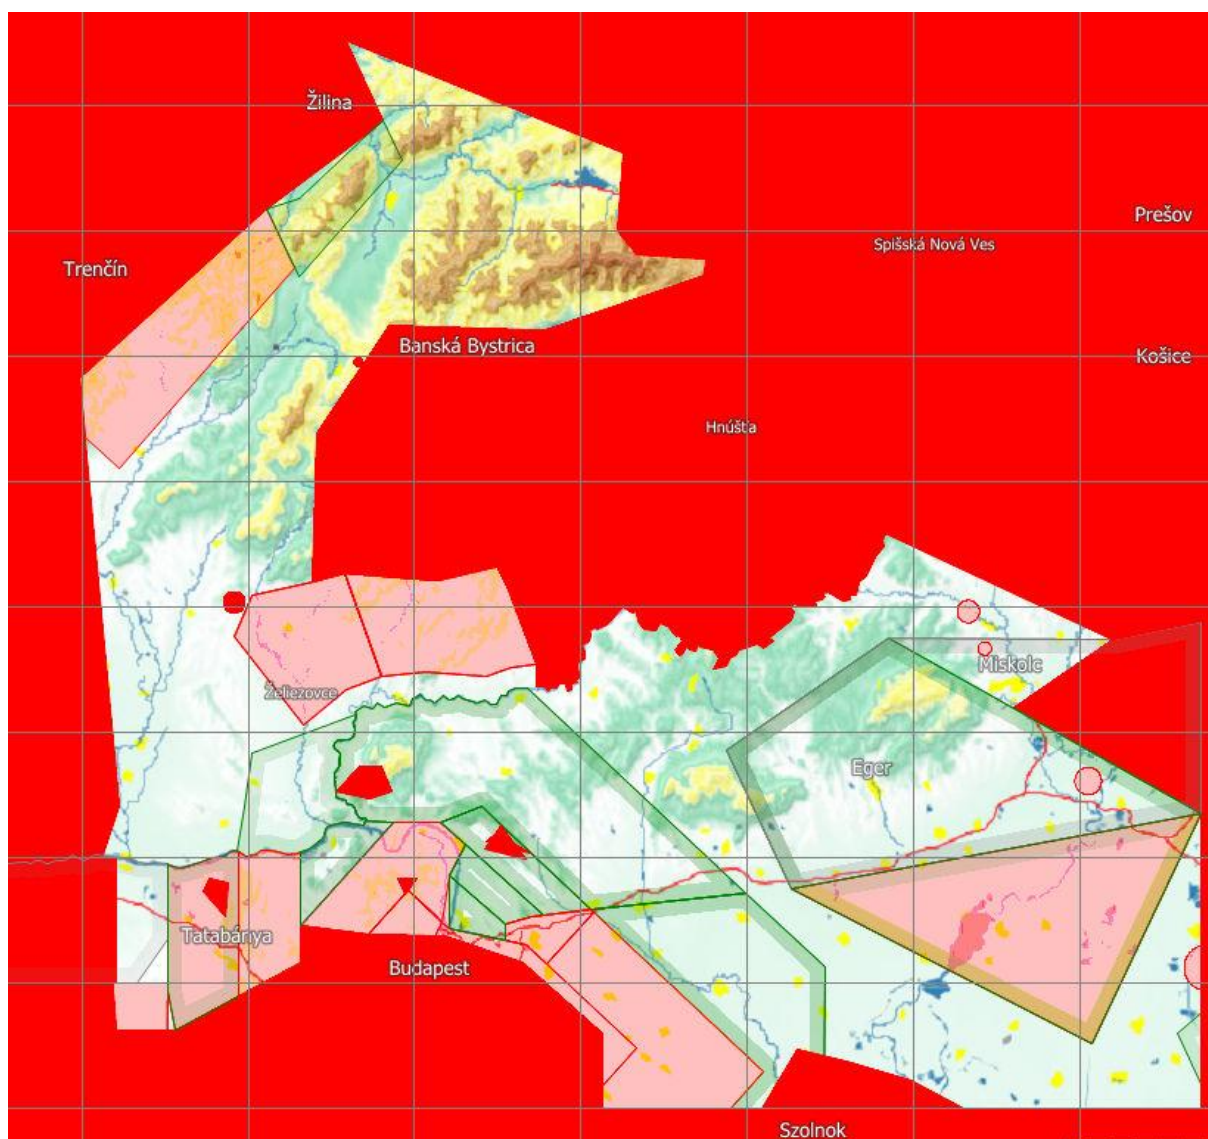 Žilina
Prešov
Spišská Nová Ves
Trenčín
Banská Bystrica
Košice
Hnúšťa
Miskolc
Želiezovce
Eger
Tatabánya
Budapest
Szolnok